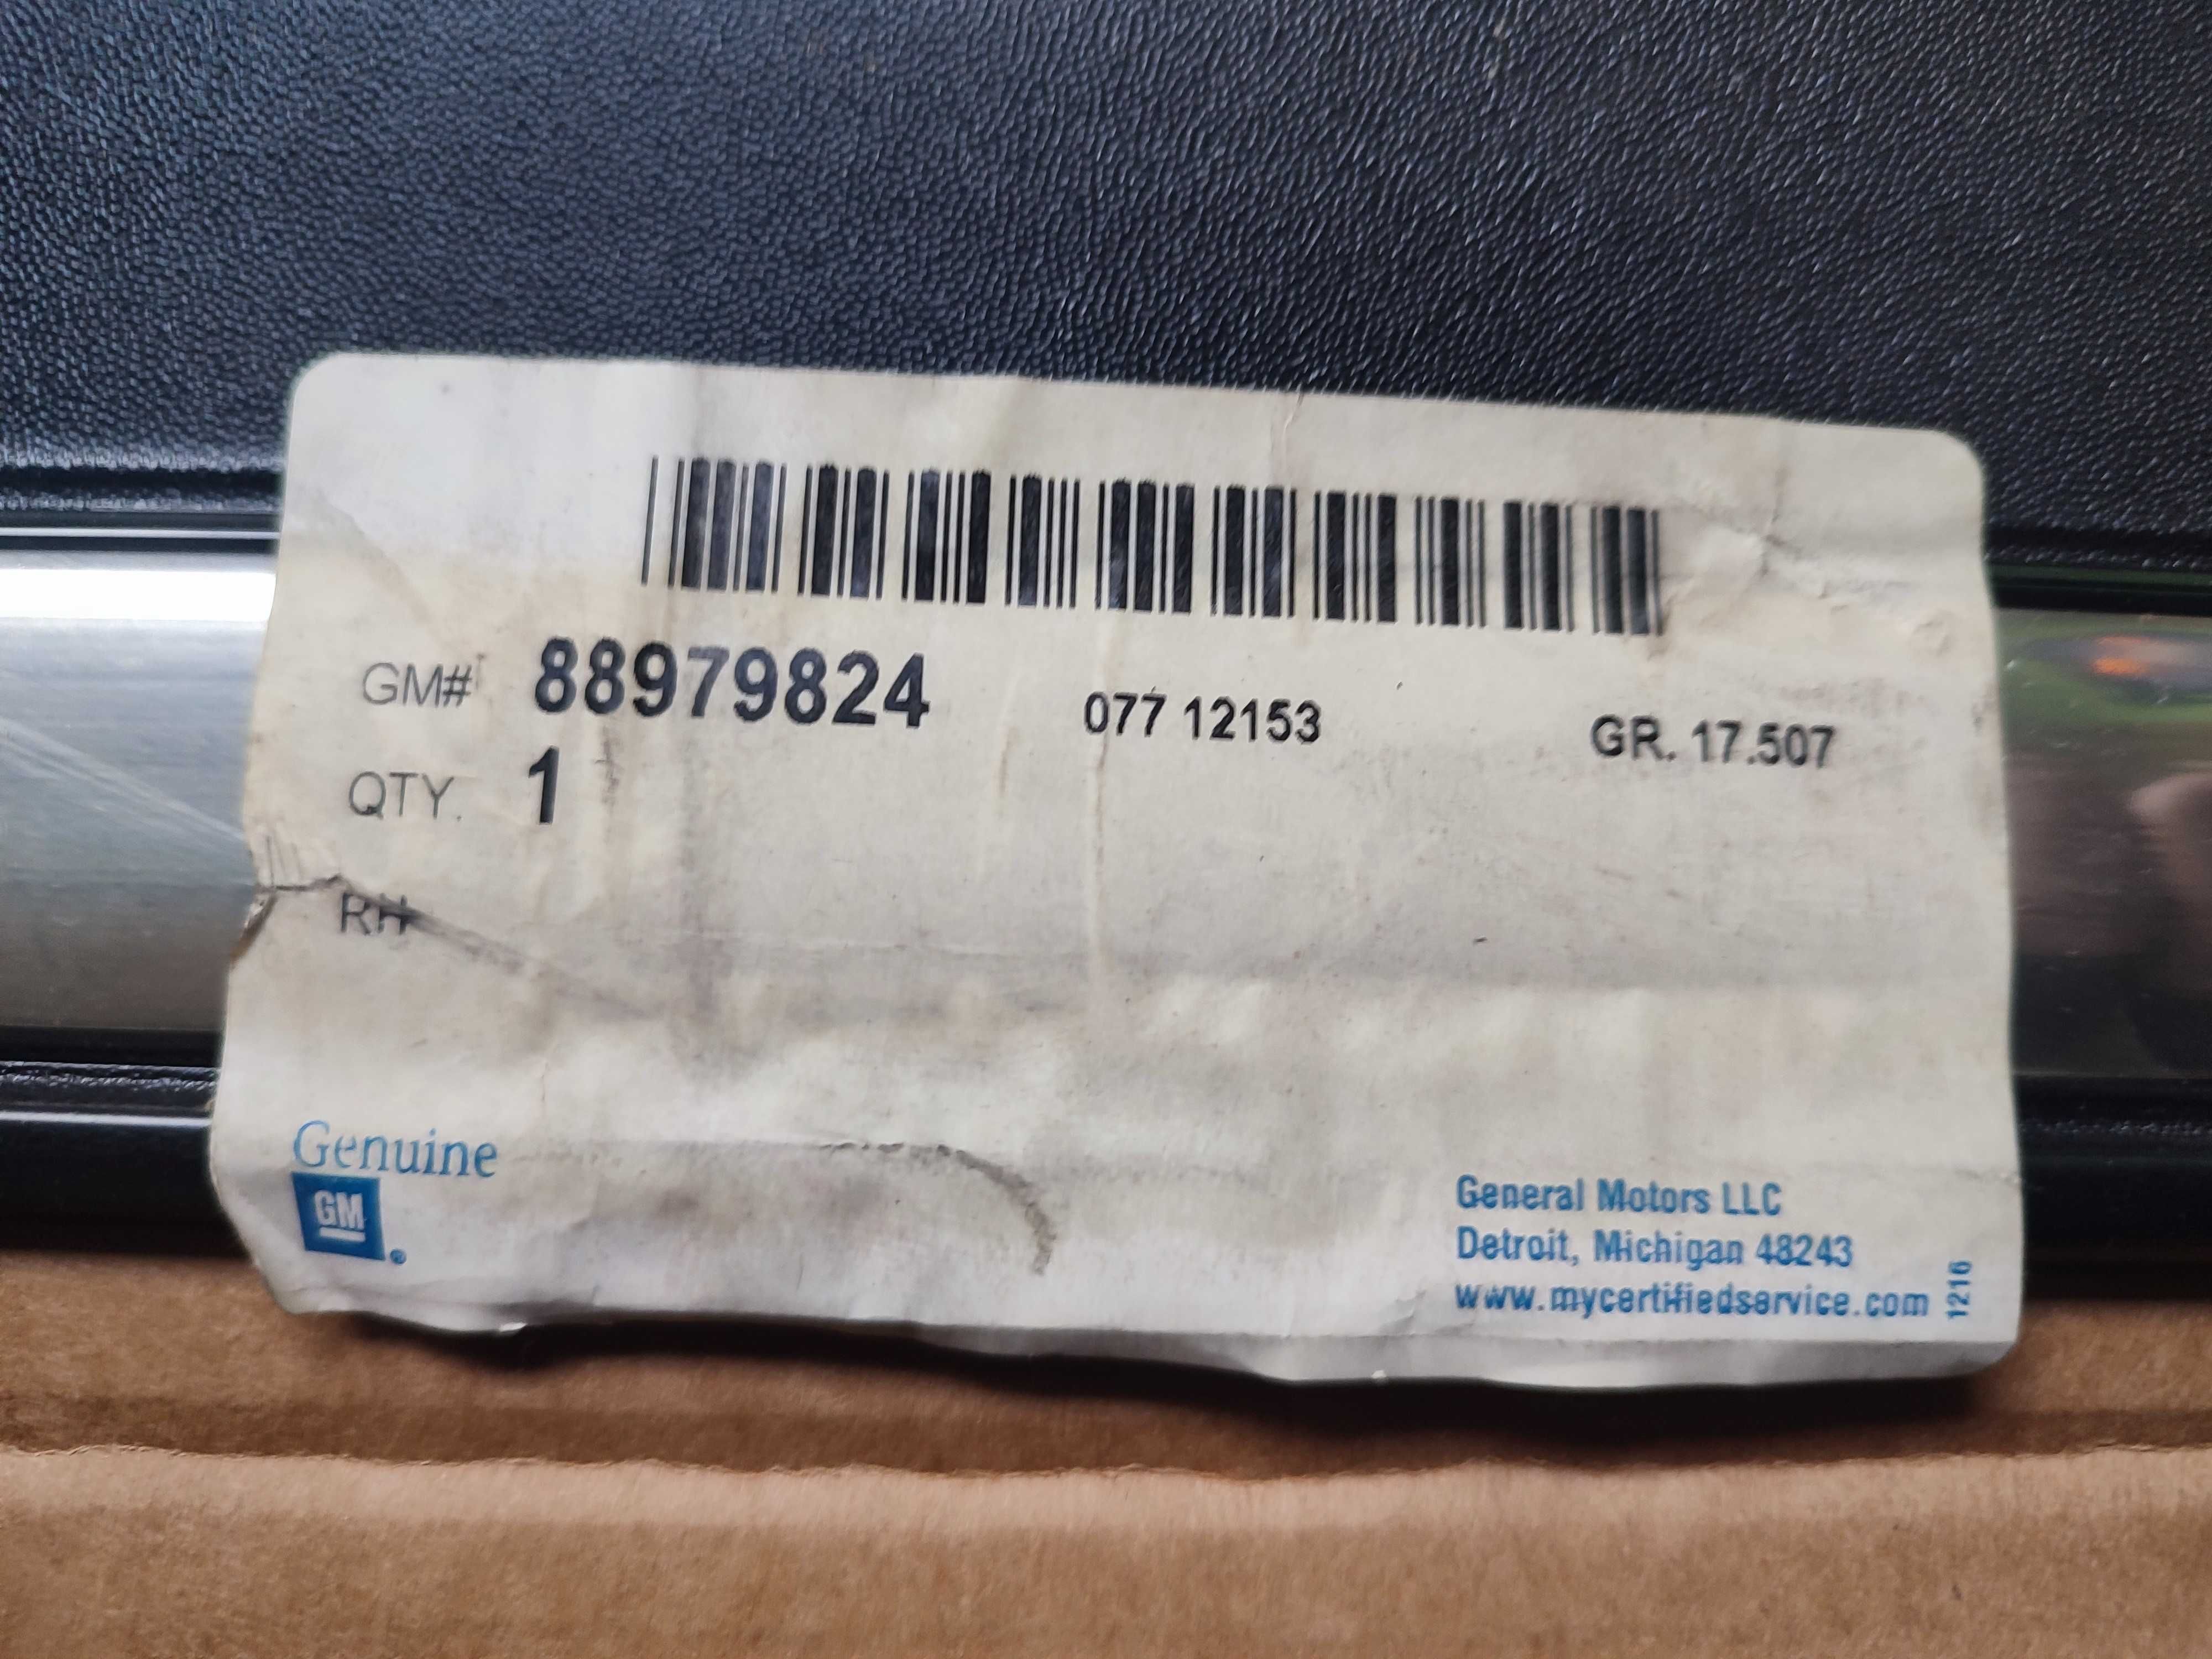 GM# 88979824 077 12153 GR. 17.507
QTY. 1
RH
Genuine
GM®
General Motors LLC
Detroit, Michigan 48243
www.mycertifiedservice.com
1216